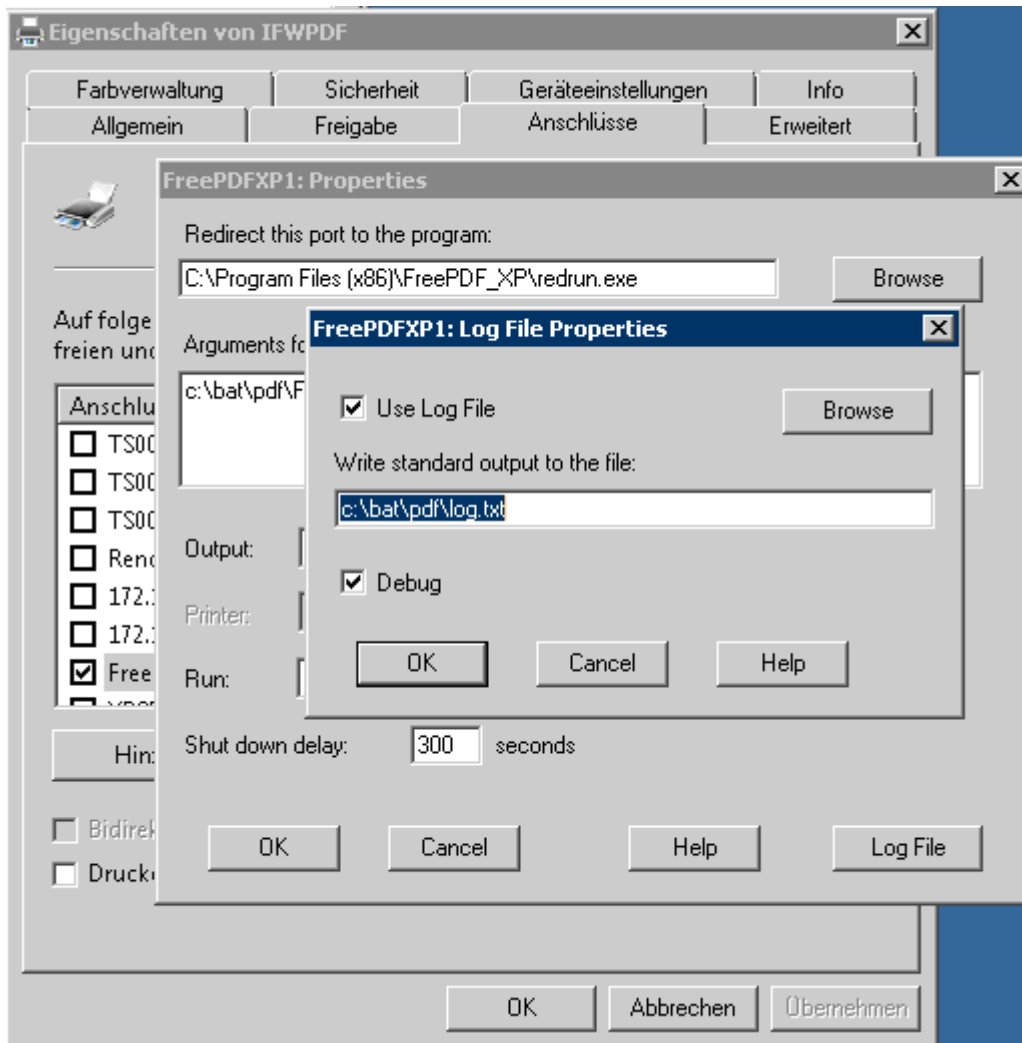 Eigenschaften von IFWPDF
Farbverwaltung Sicherheit Geräteeinstellungen Info
Allgemein Freigabe Anschlüsse Erweitert
FreePDFXP1: Properties
Redirect this port to the program:
C:\Program Files (x86)\FreePDF_XP\redrun.exe
Browse
Auf folge
freien und
Arguments fo
c:\bat\pdf\F
FreePDFXP1: Log File Properties
Use Log File
Browse
Write standard output to the file:
c:\bat\pdf\log.txt
Debug
OK Cancel Help
Anschlu
TS00
TS00
TS00
Rend
172.
172.
Free
Output:
Printer:
Run:
Shut down delay: 300 seconds
Hin
OK Cancel Help Log File
Bidirek
Drucke
OK Abbrechen Übernehmen